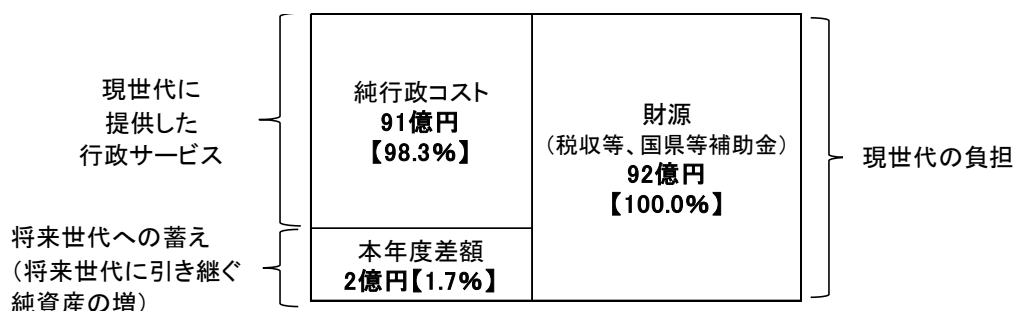 現世代に
提供した
行政サービス
純行政コスト
91億円
【98.3%】
財源
（税収等、国県等補助金）
92億円
【100.0%】
現世代の負担
将来世代への蓄え
（将来世代に引き継ぐ
純資産の増）
本年度差額
2億円【1.7%】